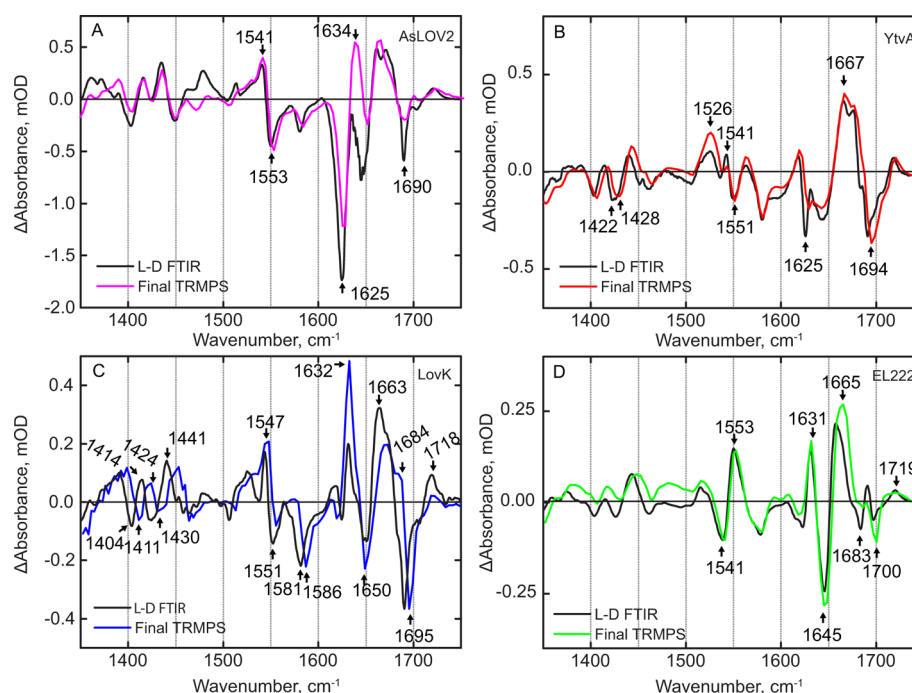 A
AsLOV2
1541
1634
1553
1690
1625
L-D FTIR
Final TRMPS
0.5
0.0
-0.5
-1.0
-1.5
-2.0
ΔAbsorbance, mOD
1400 1500 1600 1700
Wavenumber, cm-1
B
YtvA
1667
1526
1541
1422
1428
1551
1625
1694
L-D FTIR
Final TRMPS
0.5
0.0
-0.5
ΔAbsorbance, mOD
1400 1500 1600 1700
Wavenumber, cm-1
C
LovK
1632
1663
1547
1684
1718
1414
1424
1441
1404
1411
1430
1551
1581
1586
1650
1695
L-D FTIR
Final TRMPS
0.4
0.2
0.0
-0.2
-0.4
ΔAbsorbance, mOD
1400 1500 1600 1700
Wavenumber, cm-1
D
EL222
1665
1553
1631
1719
1541
1683
1700
1645
L-D FTIR
Final TRMPS
0.25
0.00
-0.25
ΔAbsorbance, mOD
1400 1500 1600 1700
Wavenumber, cm-1